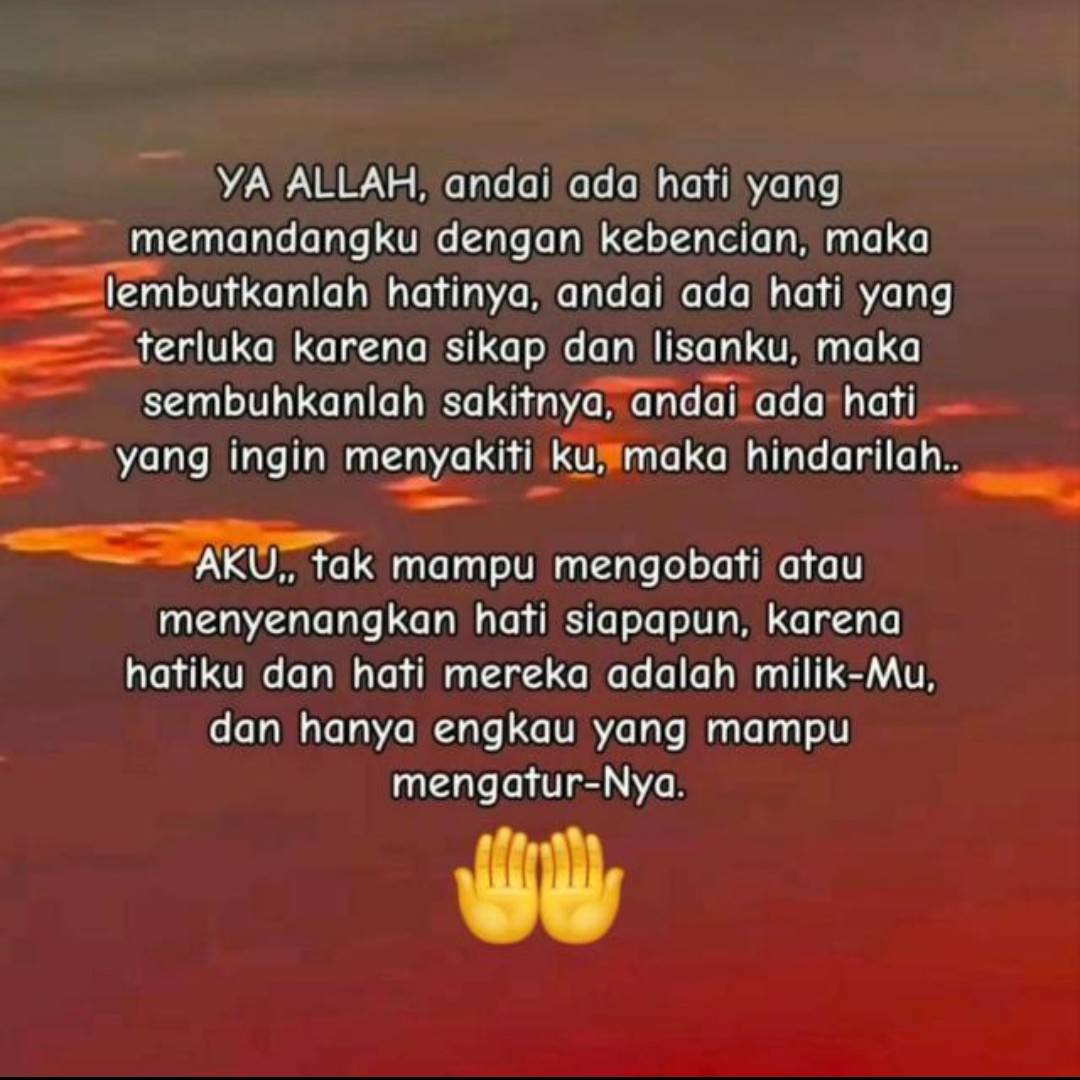 YA ALLAH, andai ada hati yang
memandangku dengan kebencian, maka
lembutkanlah hatinya, andai ada hati yang
terluka karena sikap dan lisanku, maka
sembuhkanlah sakitnya, andai ada hati
yang ingin menyakiti ku, maka hindarilah..
AKU,, tak mampu mengobati atau
menyenangkan hati siapapun, karena
hatiku dan hati mereka adalah milik-Mu,
dan hanya engkau yang mampu
mengatur-Nya.